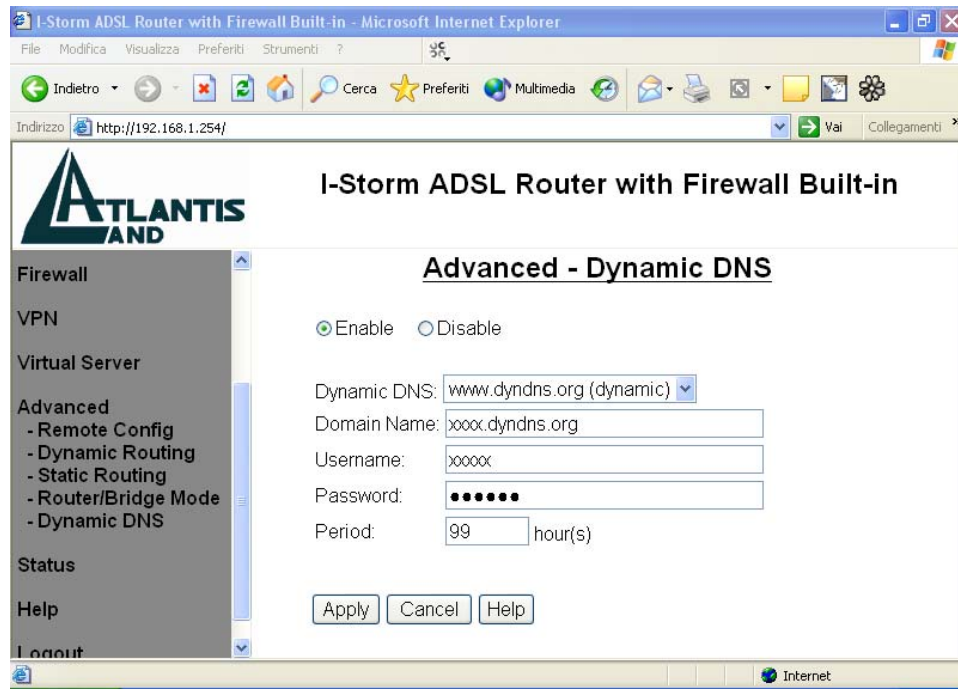 I-Storm ADSL Router with Firewall Built-in - Microsoft Internet Explorer
File Modifica Visualizza Preferiti Strumenti ?
Indietro Cerca Preferiti Multimedia
Indirizzo http://192.168.1.254/ Vai Collegamenti »
ATLANTIS
LAND
I-Storm ADSL Router with Firewall Built-in
Firewall
VPN
Virtual Server
Advanced
- Remote Config
- Dynamic Routing
- Static Routing
- Router/Bridge Mode
- Dynamic DNS
Status
Help
Logout
Advanced - Dynamic DNS
Enable Disable
Dynamic DNS: www.dyndns.org (dynamic)
Domain Name: xxxx.dyndns.org
Username: xxxxx
Password: ●●●●●●
Period: 99 hour(s)
Apply Cancel Help
Internet